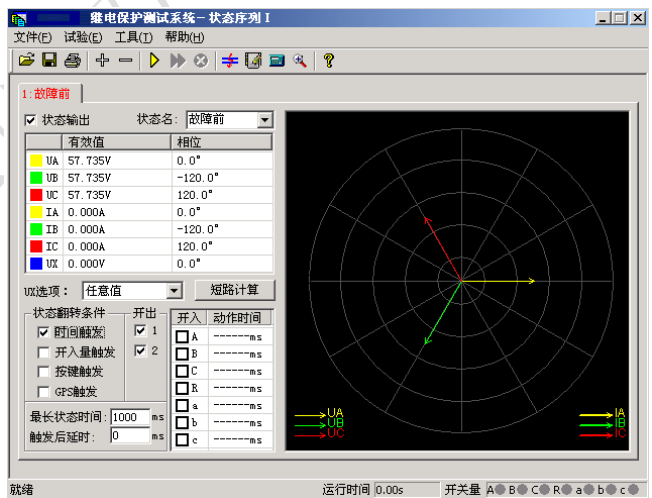 继电保护测试系统-状态序列 I
文件(F) 试验(E) 工具(T) 帮助(H)
1:故障前
状态输出 状态名: 故障前
有效值 相位
UA 57.735V 0.0°
UB 57.735V -120.0°
UC 57.735V 120.0°
IA 0.000A 0.0°
IB 0.000A -120.0°
IC 0.000A 120.0°
UX 0.000V 0.0°
UX选项: 任意值 短路计算
状态翻转条件 开出 开入 动作时间
时间触发 1 A ------ms
开入量触发 2 B ------ms
按键触发 C ------ms
GPS触发 R ------ms
最长状态时间: 1000 ms a ------ms
触发后延时: 0 ms b ------ms
c ------ms
UA IA
UB IB
UC IC
就绪 运行时间 0.00s 开关量 A B C R a b c